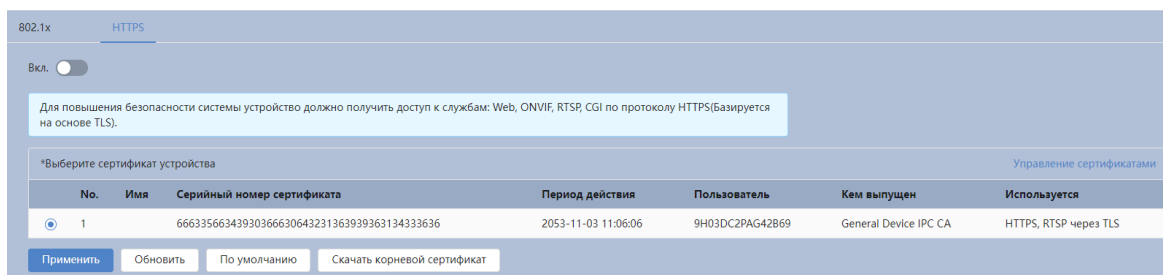 802.1x HTTPS
Вкл.
Для повышения безопасности системы устройство должно получить доступ к службам: Web, ONVIF, RTSP, CGI по протоколу HTTPS(Базируется
на основе TLS).
*Выберите сертификат устройства Управление сертификатами
No. Имя Серийный номер сертификата Период действия Пользователь Кем выпущен Используется
1 66633566343930366630643231363939363134333636 2053-11-03 11:06:06 9H03DC2PAG42B69 General Device IPC CA HTTPS, RTSP через TLS
Применить Обновить По умолчанию Скачать корневой сертификат